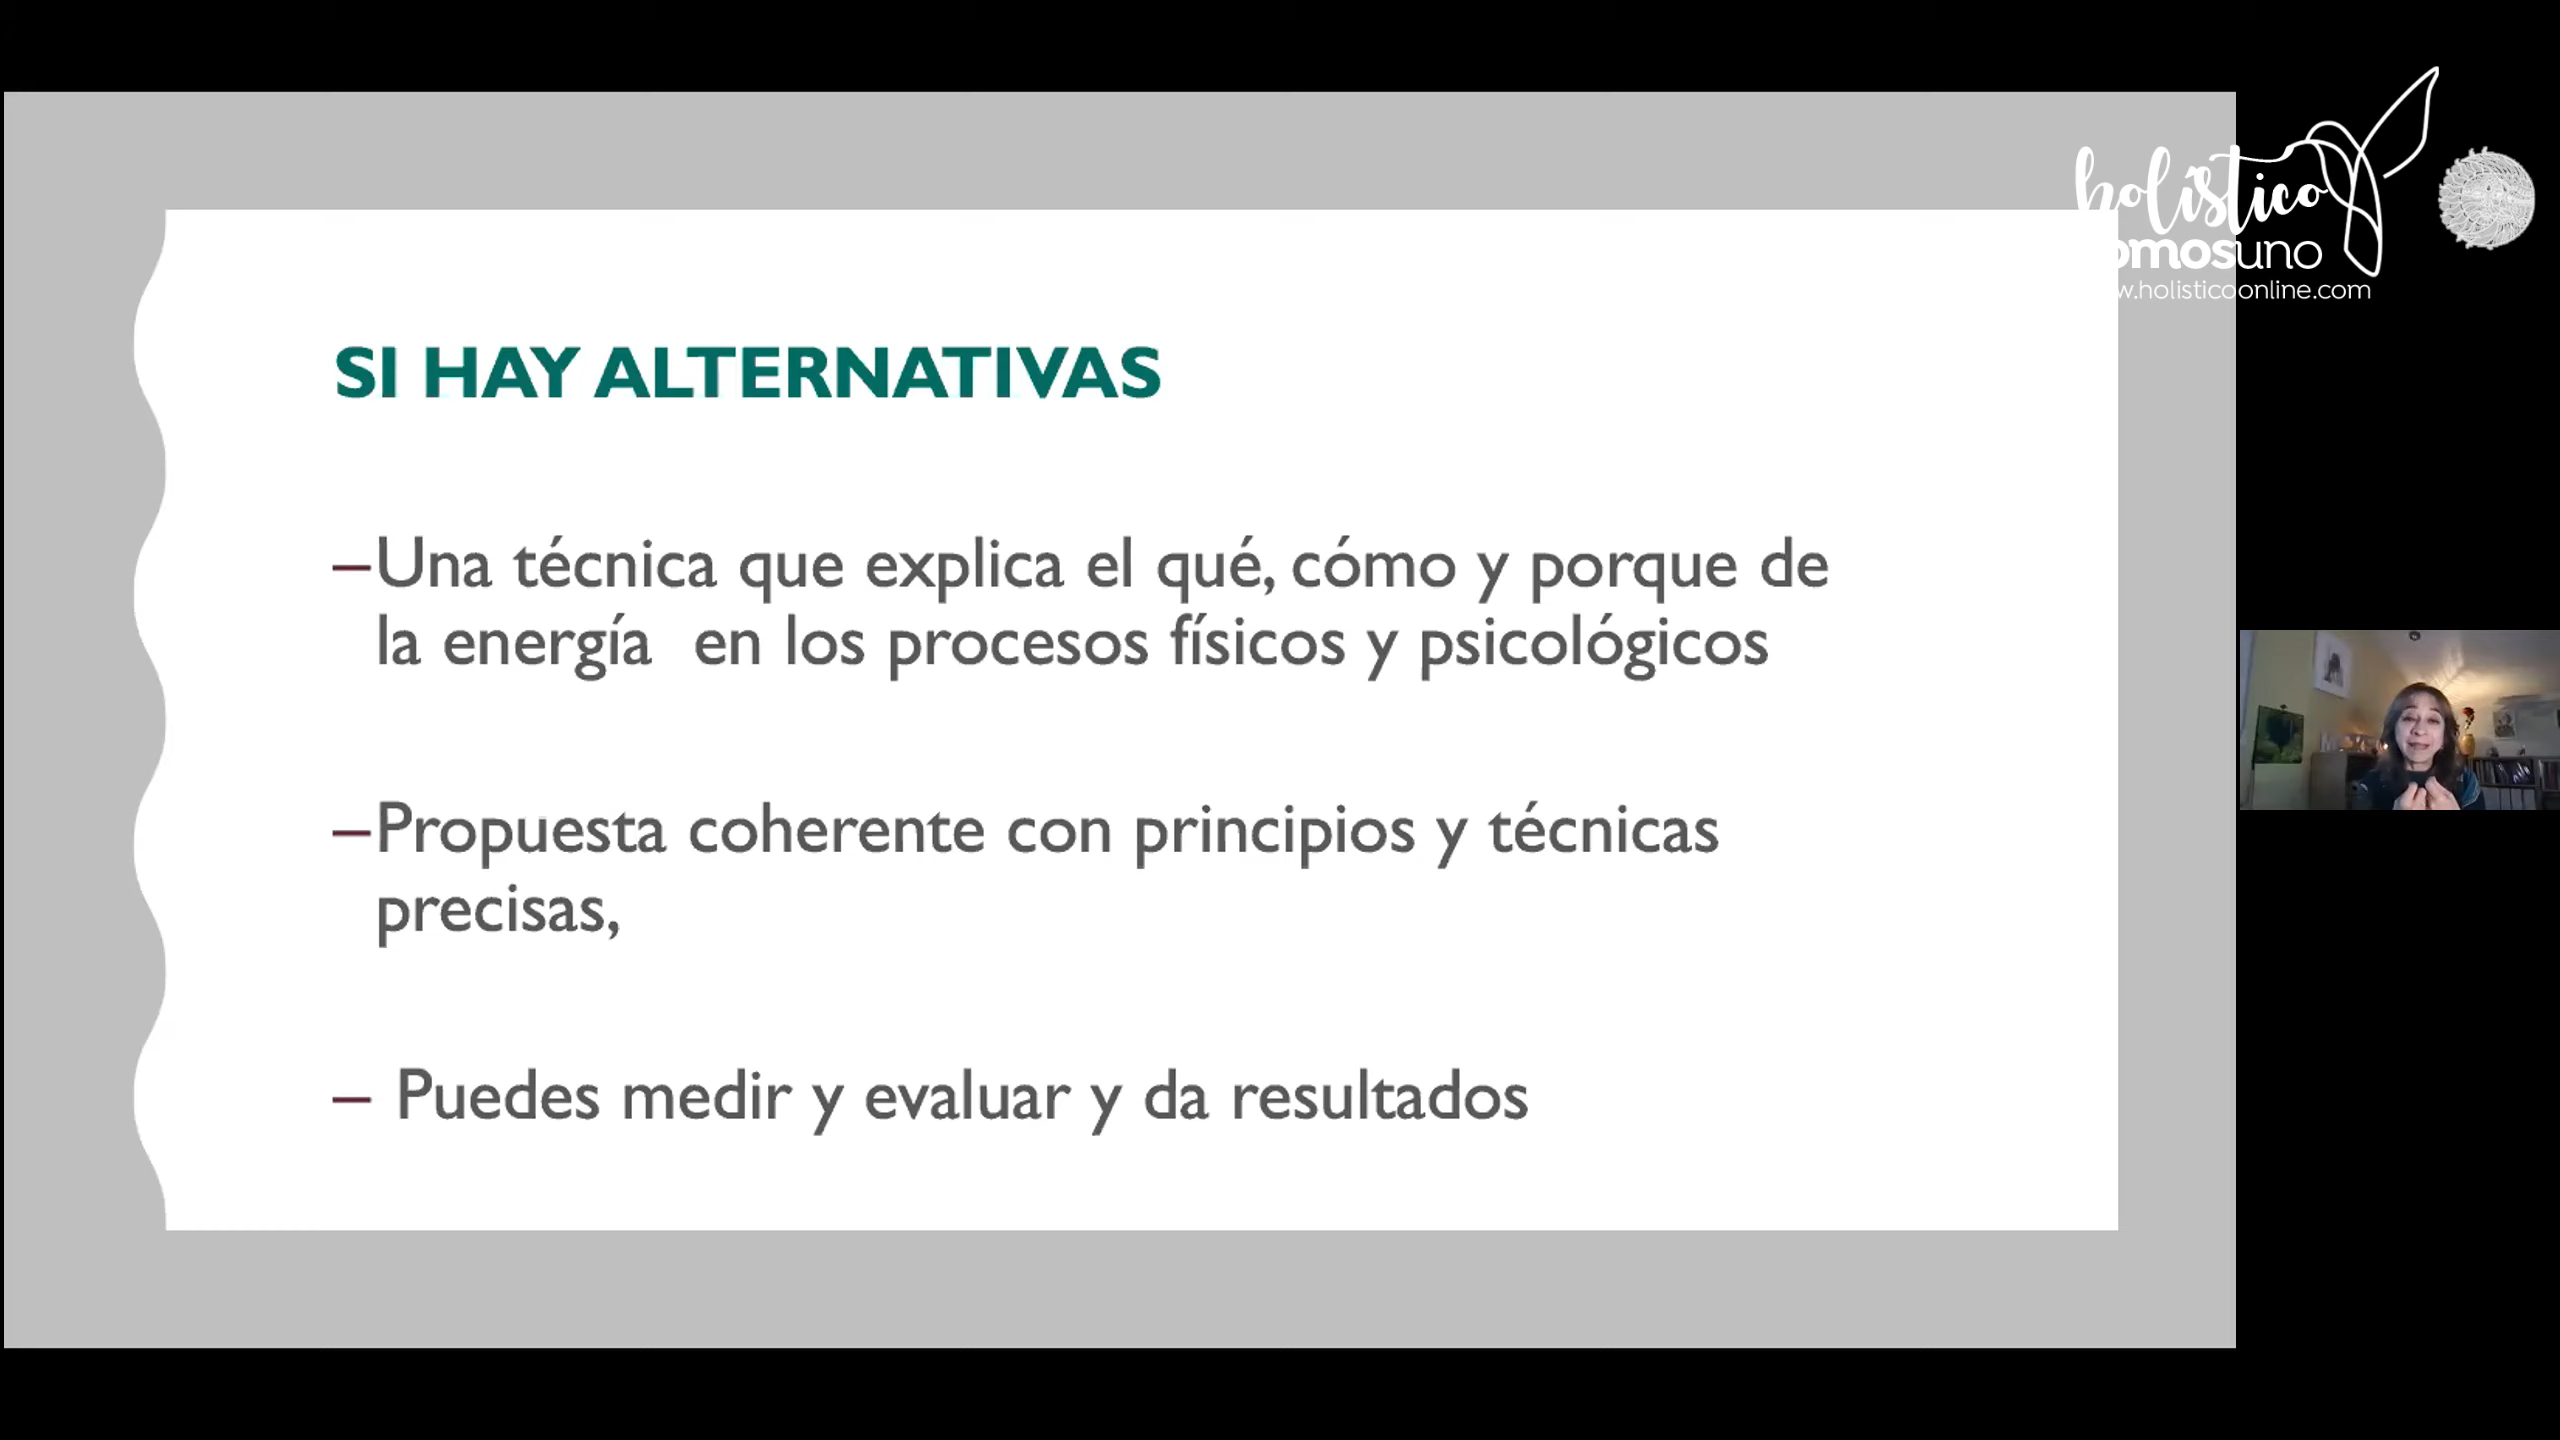 holístico
omosuno
w.holisticoonline.com
SI HAY ALTERNATIVAS
–Una técnica que explica el qué, cómo y porque de
la energía en los procesos físicos y psicológicos
–Propuesta coherente con principios y técnicas
precisas,
– Puedes medir y evaluar y da resultados